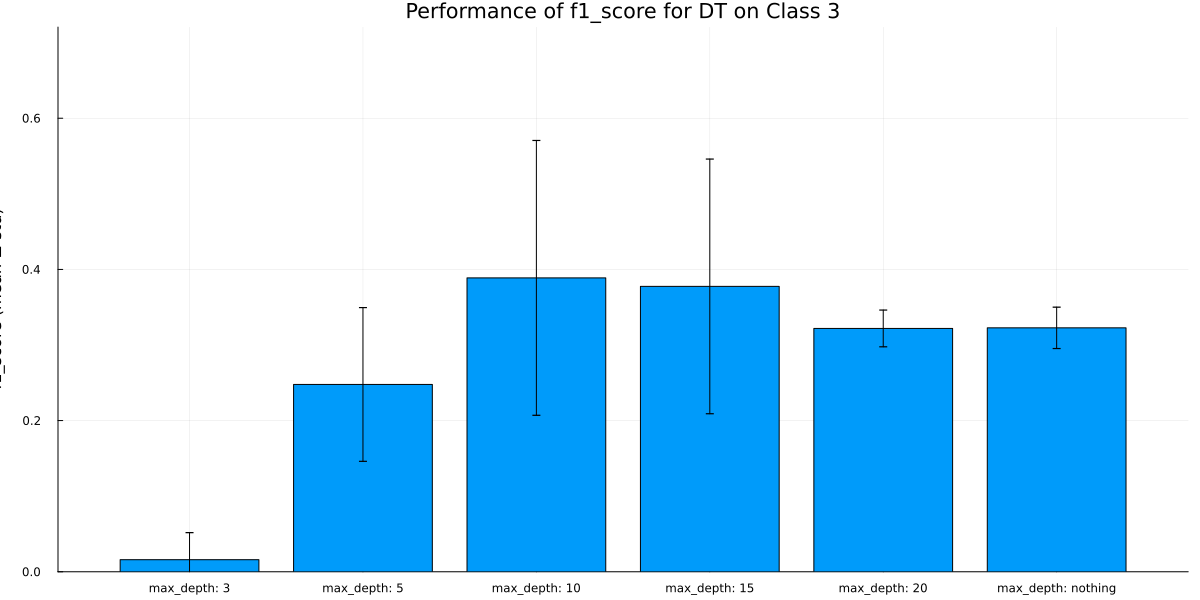 Performance of f1_score for DT on Class 3
0.6
0.4
0.2
0.0
max_depth: 3
max_depth: 5
max_depth: 10
max_depth: 15
max_depth: 20
max_depth: nothing